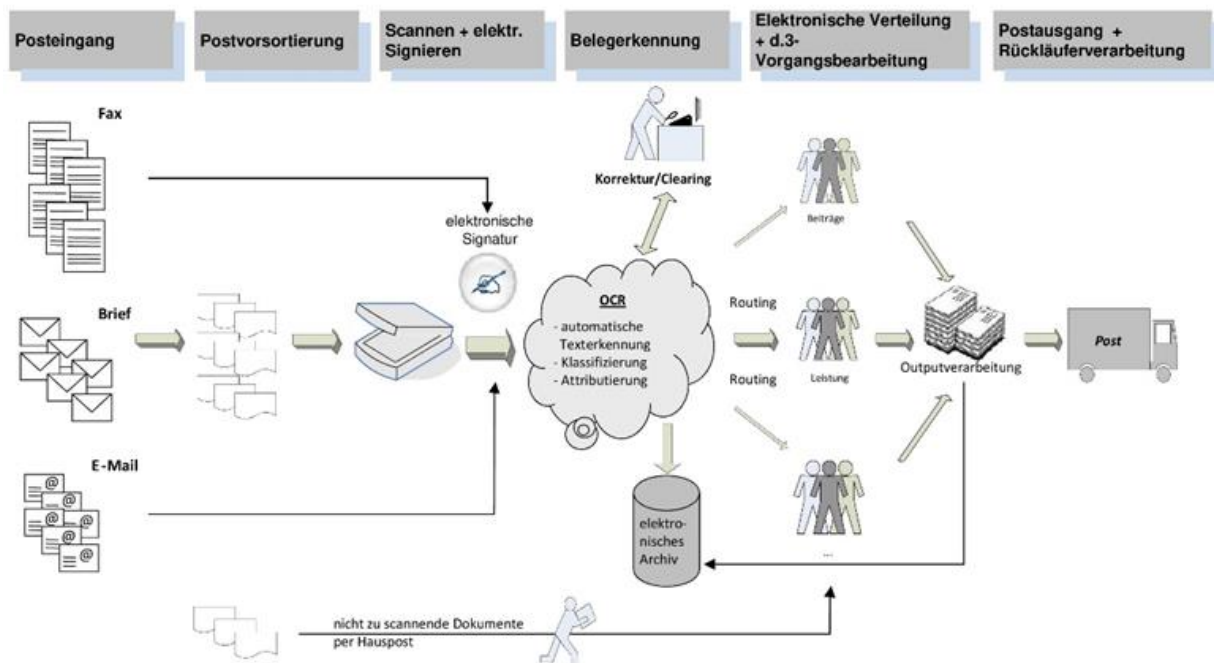 Posteingang
Postvorsortierung
Scannen + elektr.
Signieren
Belegerkennung
Elektronische Verteilung
+ d.3-
Vorgangsbearbeitung
Postausgang +
Rückläuferverarbeitung
Fax
Korrektur/Clearing
Beiträge
elektronische
Signatur
Brief
OCR
- automatische
Texterkennung
- Klassifizierung
- Attributierung
Routing
Routing
Leistung
Outputverarbeitung
Post
E-Mail
@
@
@
@
@
@
elektro-
nisches
Archiv
...
nicht zu scannende Dokumente
per Hauspost